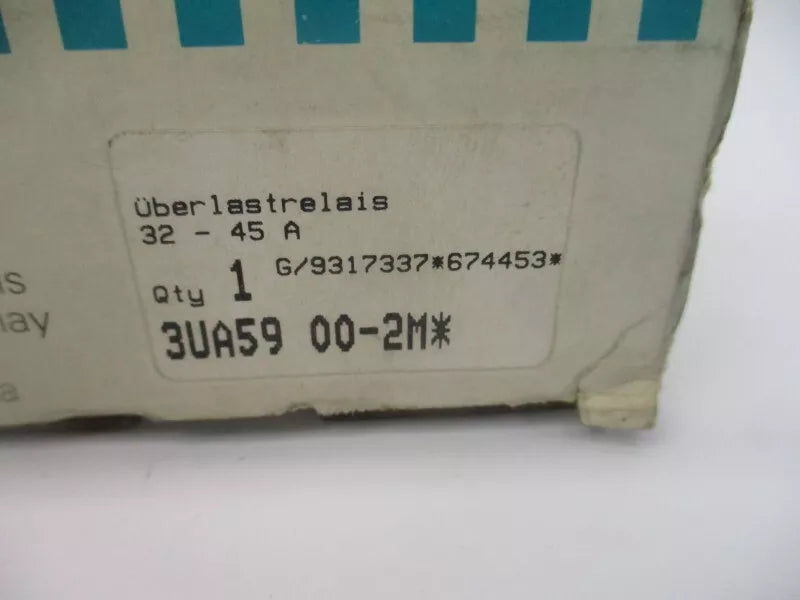 Überlastrelais
32 - 45 A
G/9317337*674453*
Qty 1
3UA59 00-2M*